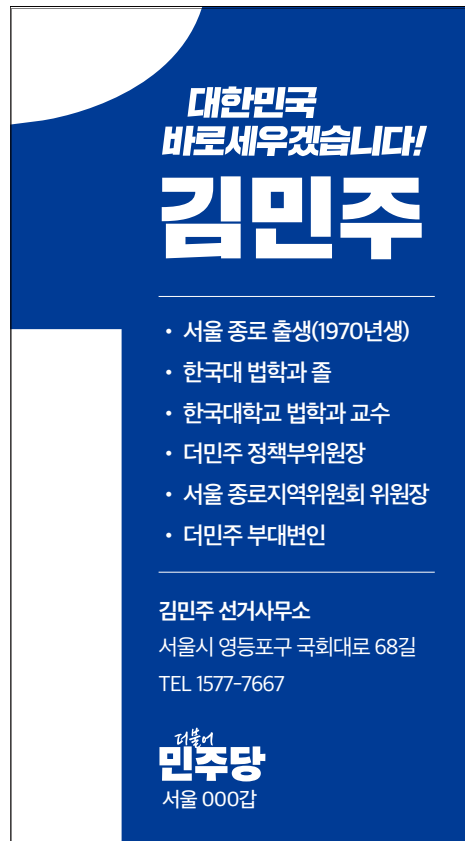 대한민국
바로세우겠습니다!
김민주
• 서울 종로 출생(1970년생)
• 한국대 법학과 졸
• 한국대학교 법학과 교수
• 더민주 정책부위원장
• 서울 종로지역위원회 위원장
• 더민주 부대변인
김민주 선거사무소
서울시 영등포구 국회대로 68길
TEL 1577-7667
더불어
민주당
서울 000갑